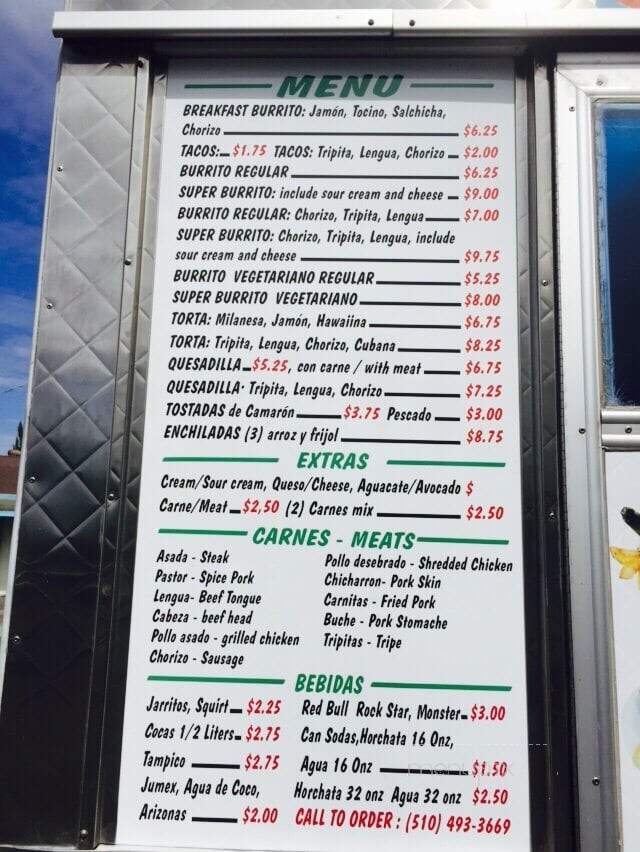 MENU
BREAKFAST BURRITO: Jamón, Tocino, Salchicha,
Chorizo $6.25
TACOS: $1.75 TACOS: Tripita, Lengua, Chorizo $2.00
BURRITO REGULAR $6.25
SUPER BURRITO: include sour cream and cheese $9.00
BURRITO REGULAR: Chorizo, Tripita, Lengua $7.00
SUPER BURRITO: Chorizo, Tripita, Lengua, include
sour cream and cheese $9.75
BURRITO VEGETARIANO REGULAR $5.25
SUPER BURRITO VEGETARIANO $8.00
TORTA: Milanesa, Jamón, Hawaiina $6.75
TORTA: Tripita, Lengua, Chorizo, Cubana $8.25
QUESADILLA $5.25, con carne / with meat $6.75
QUESADILLA· Tripita, Lengua, Chorizo $7.25
TOSTADAS de Camarón $3.75 Pescado $3.00
ENCHILADAS (3) arroz y frijol $8.75
EXTRAS
Cream/Sour cream, Queso/Cheese, Aguacate/Avocado $
Carne/Meat $2,50 (2) Carnes mix $2.50
CARNES - MEATS
Asada - Steak Pollo desebrado - Shredded Chicken
Pastor - Spice Pork Chicharron- Pork Skin
Lengua- Beef Tongue Carnitas - Fried Pork
Cabeza - beef head Buche - Pork Stomache
Pollo asado - grilled chicken Tripitas - Tripe
Chorizo - Sausage
BEBIDAS
Jarritos, Squirt $2.25 Red Bull Rock Star, Monster $3.00
Cocas 1/2 Liters $2.75 Can Sodas,Horchata 16 Onz,
Tampico $2.75 Agua 16 Onz $1.50
Jumex, Agua de Coco, Horchata 32 onz Agua 32 onz $2.50
Arizona $2.00 CALL TO ORDER : (510) 493-3669